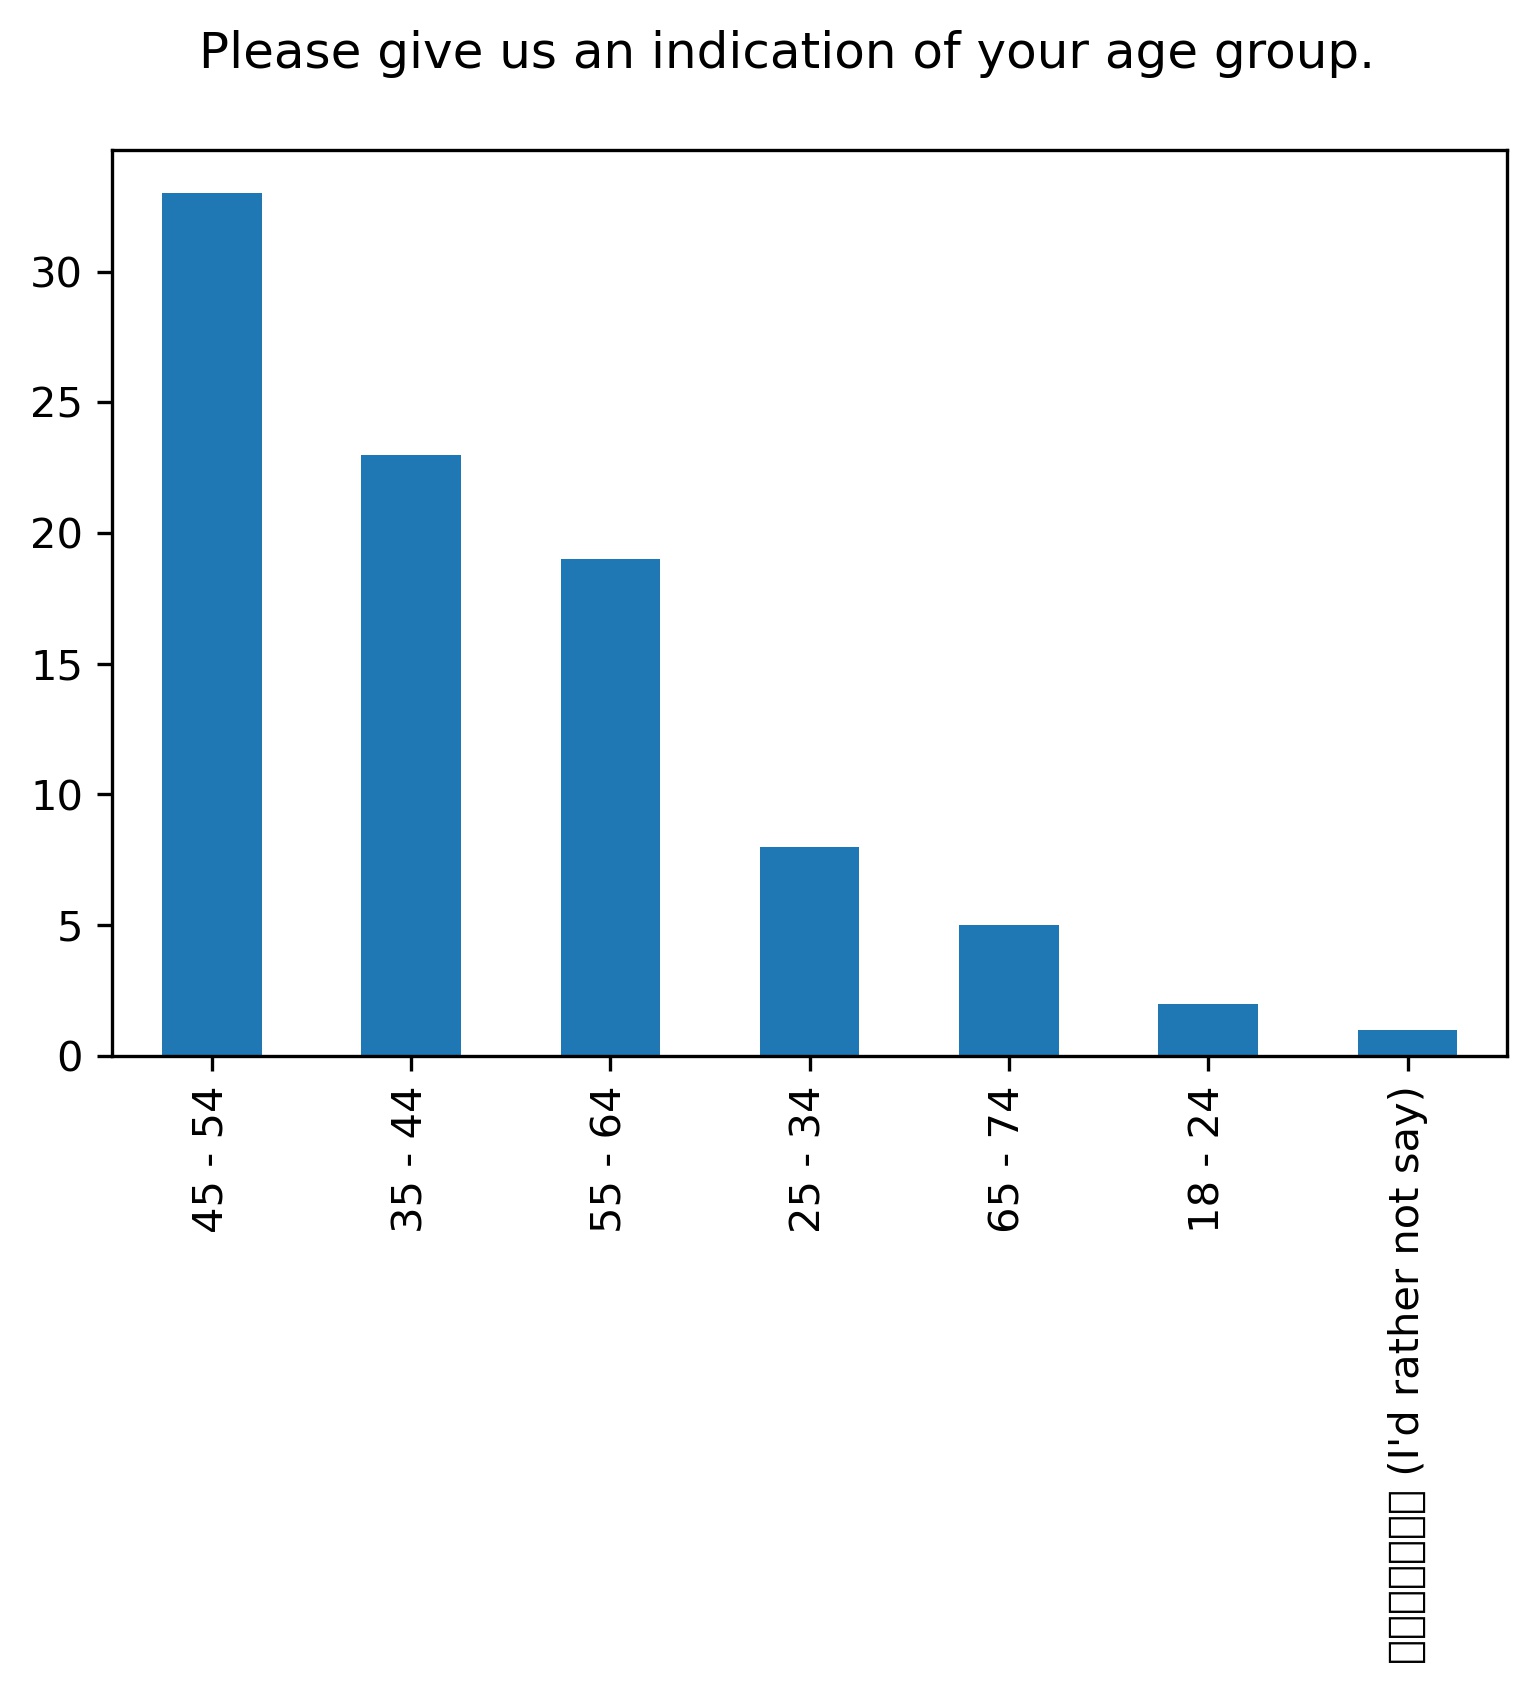 Please give us an indication of your age group.
30
25
20
15
10
5
0
45 - 54
35 - 44
55 - 64
25 - 34
65 - 74
18 - 24
(I'd rather not say)